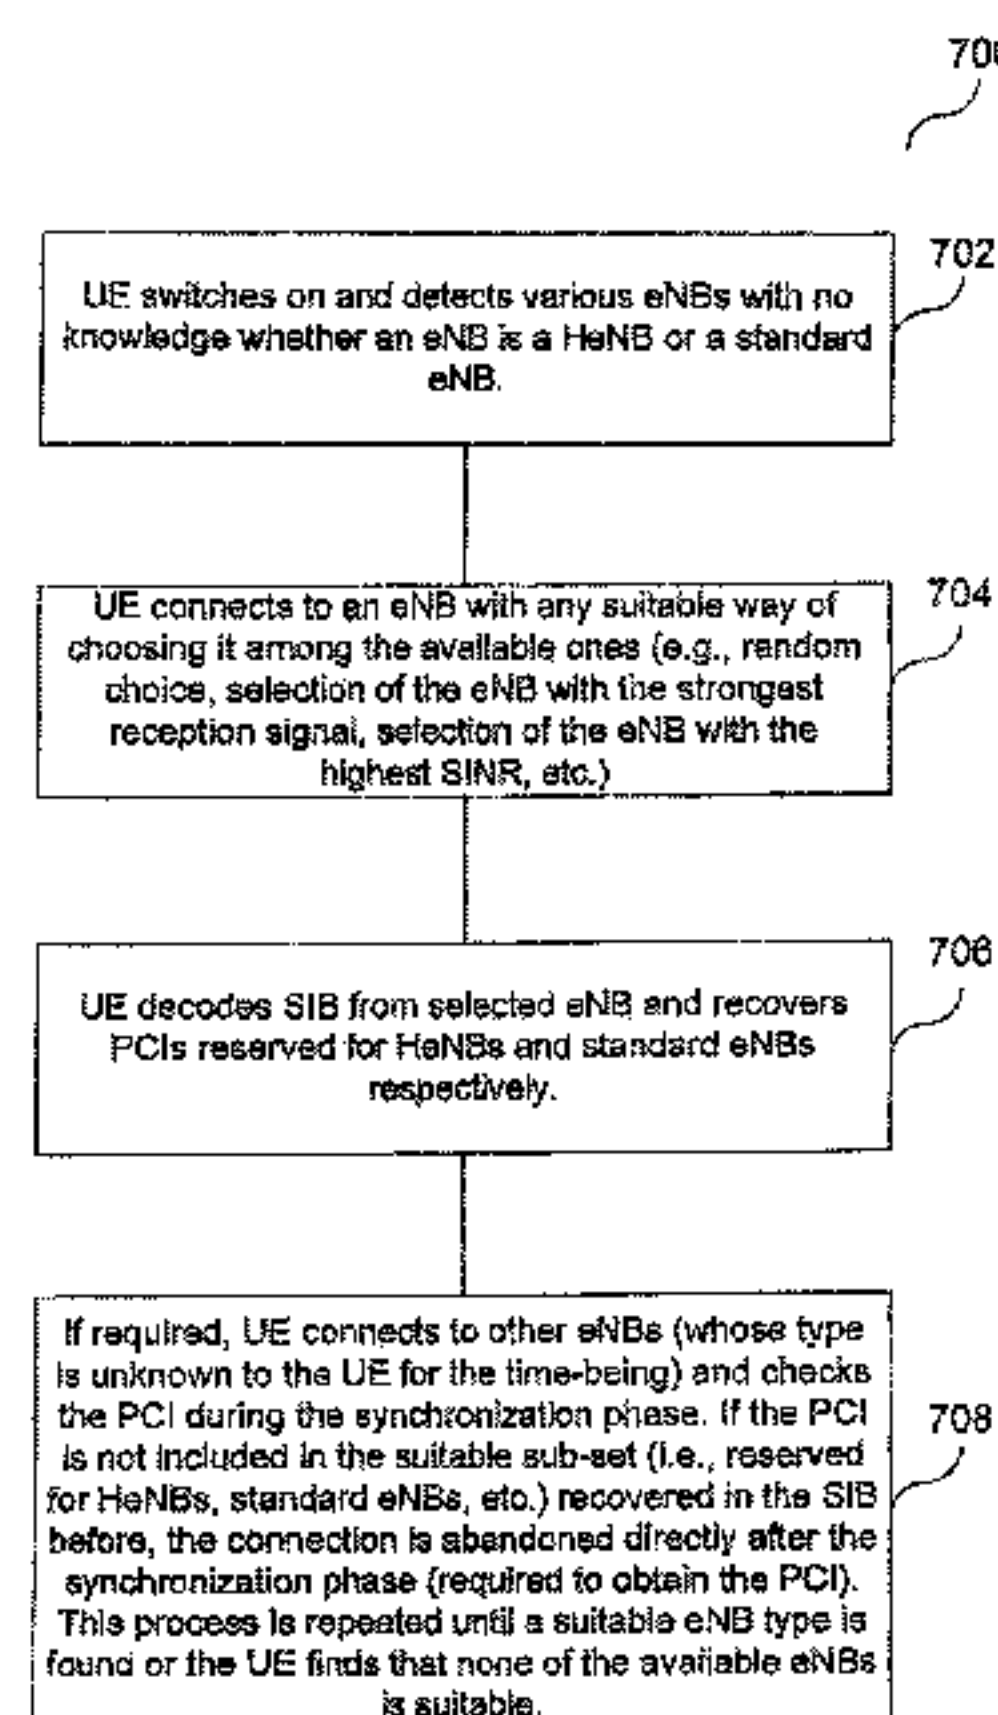 700
702
UE switches on and detects various eNBs with no
knowledge whether an eNB is a HeNB or a standard
eNB.
704
UE connects to an eNB with any suitable way of
choosing it among the available ones (e.g., random
choice, selection of the eNB with the strongest
reception signal, selection of the eNB with the
highest SINR, etc.)
706
UE decodes SIB from selected eNB and recovers
PCIs reserved for HeNBs and standard eNBs
respectively.
If required, UE connects to other eNBs (whose type
is unknown to the UE for the time-being) and checks
the PCI during the synchronization phase. If the PCI
is not included in the suitable sub-set (i.e., reserved
for HeNBs, standard eNBs, etc.) recovered in the SIB
before, the connection is abandoned directly after the
synchronization phase (required to obtain the PCI).
This process is repeated until a suitable eNB type is
found or the UE finds that none of the available eNBs
is suitable.
708